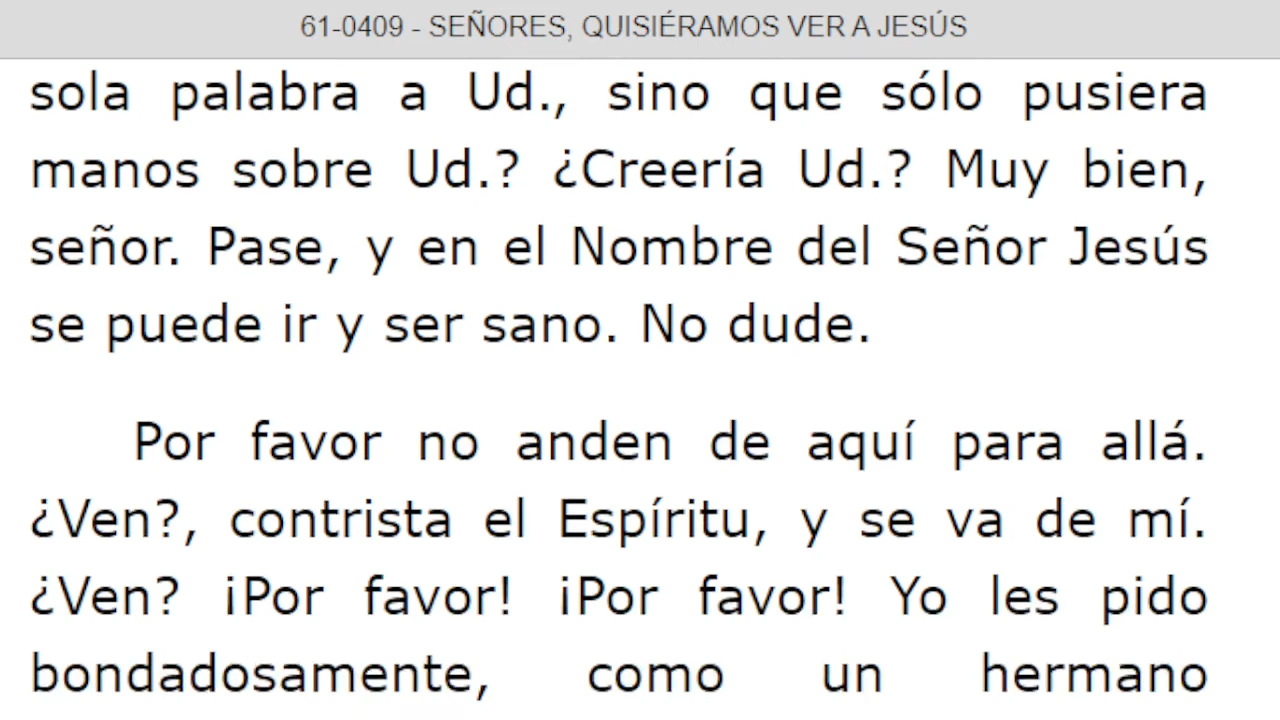 61-0409 - SEÑORES, QUISIÉRAMOS VER A JESÚS
sola palabra a Ud., sino que sólo pusiera
manos sobre Ud.? ¿Creería Ud.? Muy bien,
señor. Pase, y en el Nombre del Señor Jesús
se puede ir y ser sano. No dude.
Por favor no anden de aquí para allá.
¿Ven?, contrista el Espíritu, y se va de mí.
¿Ven? ¡Por favor! ¡Por favor! Yo les pido
bondadosamente, como un hermano